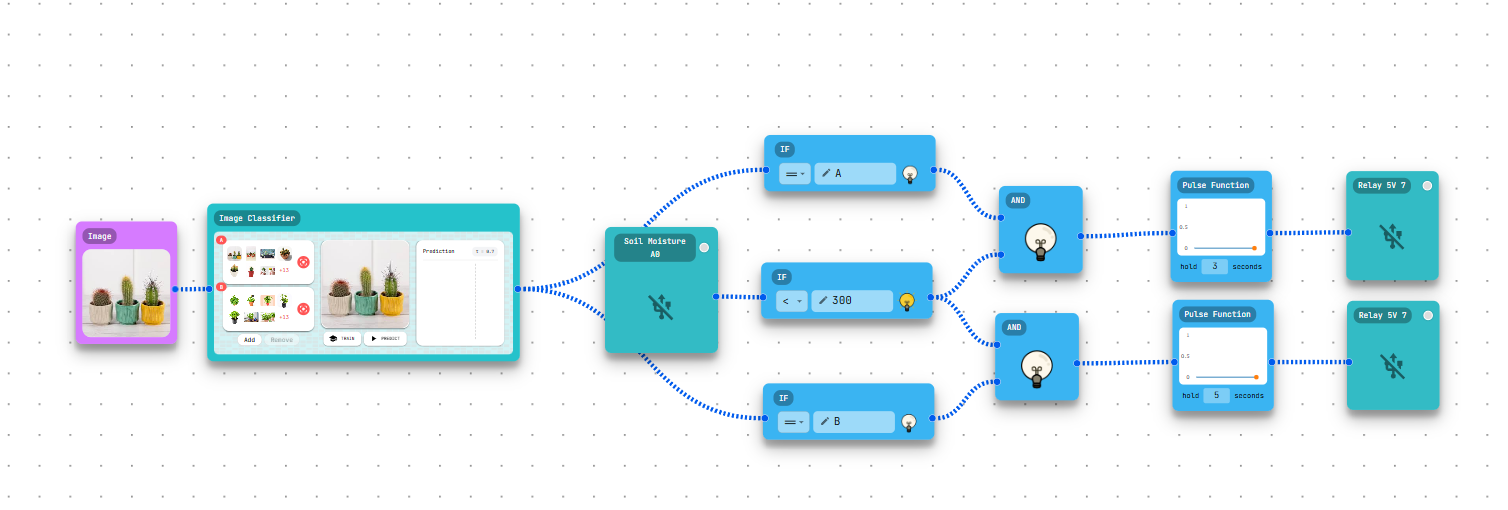 Image
Image Classifier
A
+13
B
+13
Add
Remove
TRAIN
PREDICT
Prediction
Soil Moisture
A0
IF
== A
IF
< 300
IF
== B
AND
AND
Pulse Function
1
0.5
0
hold 3 seconds
Pulse Function
1
0.5
0
hold 5 seconds
Relay 5V 7
Relay 5V 7